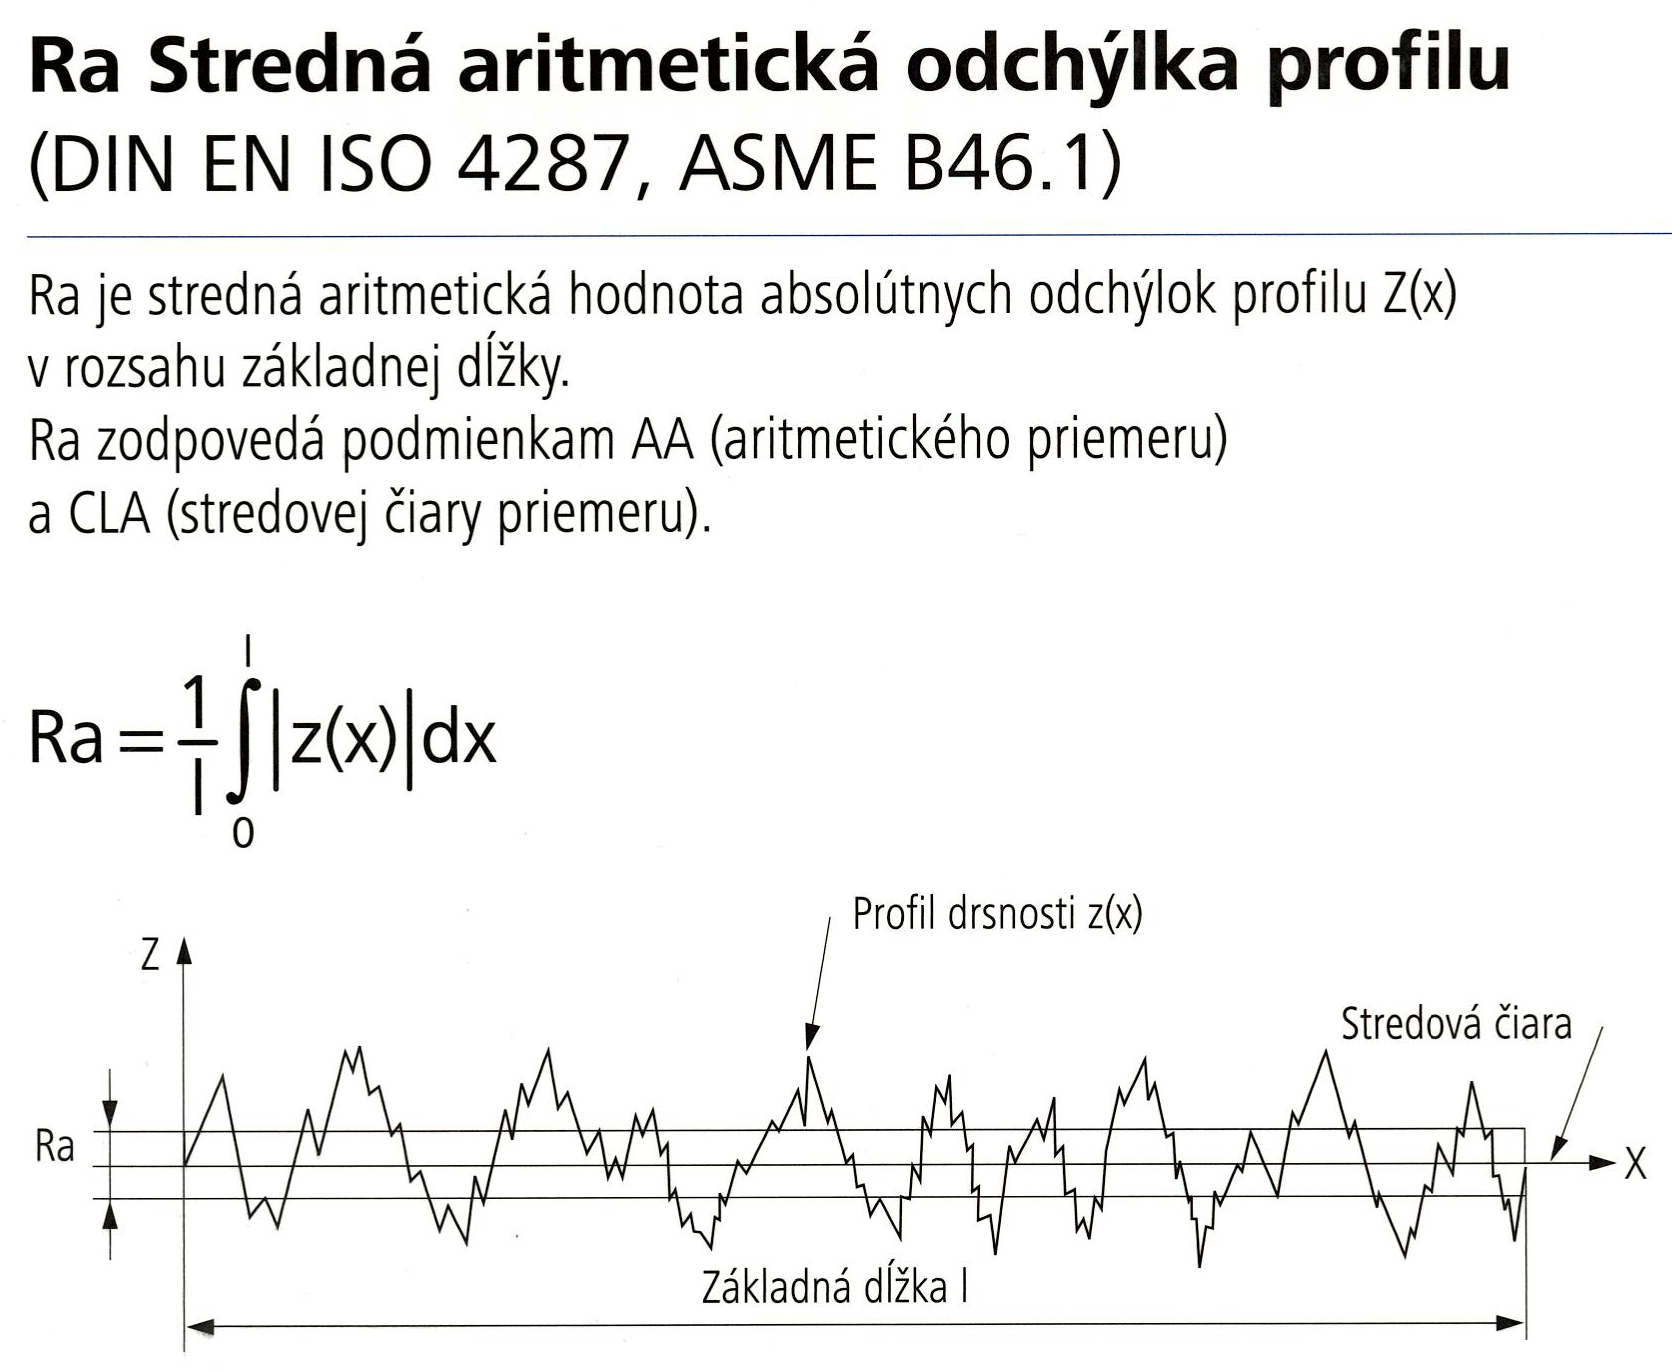 Ra Stredná aritmetická odchýlka profilu
(DIN EN ISO 4287, ASME B46.1)
Ra je stredná aritmetická hodnota absolútnych odchýlok profilu Z(x)
v rozsahu základnej dĺžky.
Ra zodpovedá podmienkam AA (aritmetického priemeru)
a CLA (stredovej čiary priemeru).
Ra = 1/l ∫₀ˡ |z(x)| dx
Profil drsnosti z(x)
Z
Stredová čiara
Ra
X
Základná dĺžka l